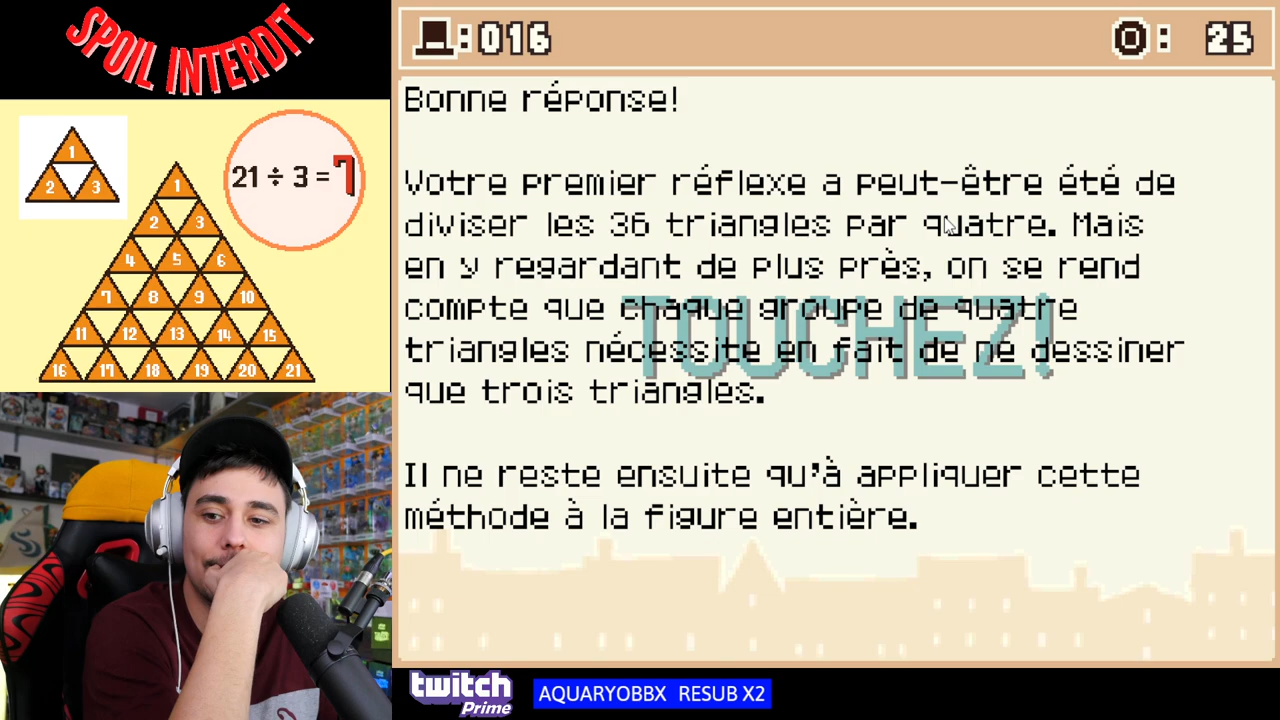 SPOIL INTERDIT
:016
: 25
1
2 3
21 ÷ 3 = 7
1
2 3
4 5 6
7 8 9 10
11 12 13 14 15
16 17 18 19 20 21
Bonne réponse!
Votre premier réflexe a peut-être été de
diviser les 36 triangles par quatre. Mais
en y regardant de plus près, on se rend
compte que chaque groupe de quatre
triangles nécessite en fait de ne dessiner
que trois triangles.
TOUCHEZ!
Il ne reste ensuite qu'à appliquer cette
méthode à la figure entière.
twitch
Prime
AQUARYOBBX RESUB X2